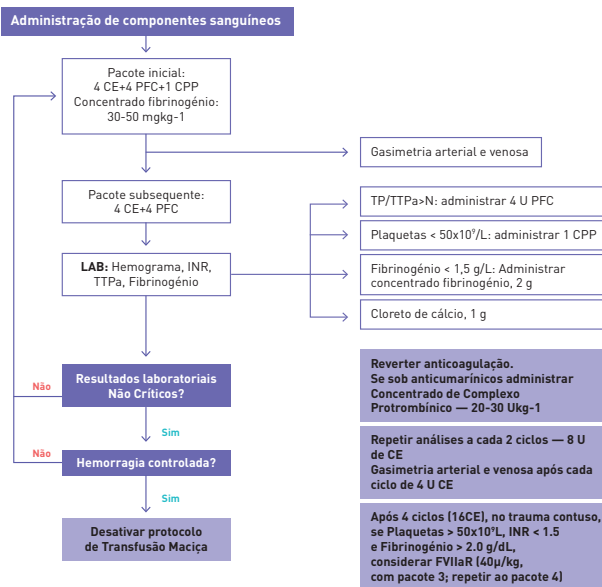 Administração de componentes sanguíneos
Pacote inicial:
4 CE+4 PFC+1 CPP
Concentrado fibrinogénio:
30-50 mgkg-1
Gasimetria arterial e venosa
Pacote subsequente:
4 CE+4 PFC
TP/TTPa>N: administrar 4 U PFC
Plaquetas < 50x10⁹/L: administrar 1 CPP
LAB: Hemograma, INR,
TTPa, Fibrinogénio
Fibrinogénio < 1,5 g/L: Administrar
concentrado fibrinogénio, 2 g
Cloreto de cálcio, 1 g
Resultados laboratoriais
Não Críticos?
Não
Sim
Hemorragia controlada?
Não
Sim
Desativar protocolo
de Transfusão Maciça
Reverter anticoagulação.
Se sob anticumarínicos administrar
Concentrado de Complexo
Protrombínico — 20-30 Ukg-1
Repetir análises a cada 2 ciclos — 8 U
de CE
Gasimetria arterial e venosa após cada
ciclo de 4 U CE
Após 4 ciclos (16CE), no trauma contuso,
se Plaquetas > 50x10⁹L, INR < 1.5
e Fibrinogénio > 2.0 g/dL,
considerar FVIIaR (40µ/kg,
com pacote 3; repetir ao pacote 4)